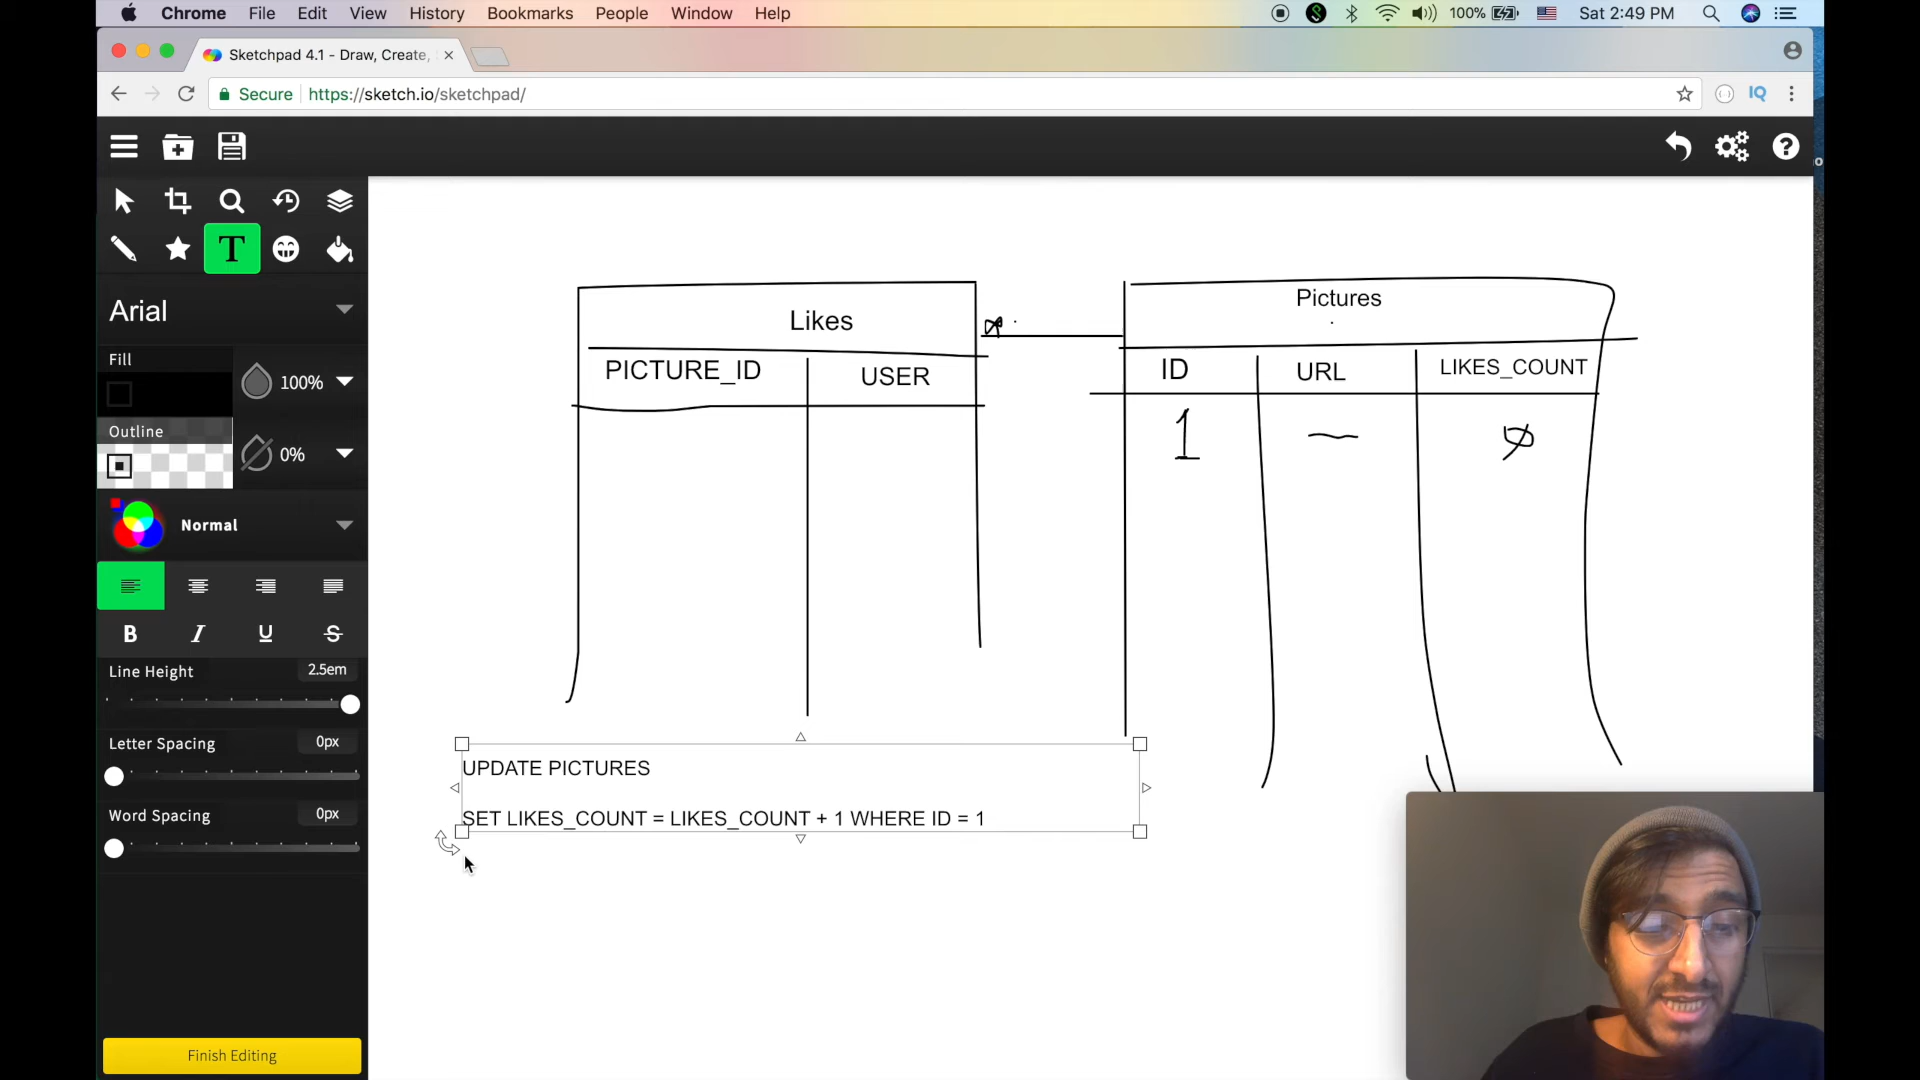 Chrome File Edit View History Bookmarks People Window Help 100% Sat 2:49 PM
Sketchpad 4.1 - Draw, Create,
Secure https://sketch.io/sketchpad/ IQ
T
Arial
Fill
100%
Outline
0%
Normal
B I U S
Line Height 2.5em
Letter Spacing 0px
Word Spacing 0px
Finish Editing
Likes
PICTURE_ID USER
Pictures
ID URL LIKES_COUNT
1 0
UPDATE PICTURES
SET LIKES_COUNT = LIKES_COUNT + 1 WHERE ID = 1